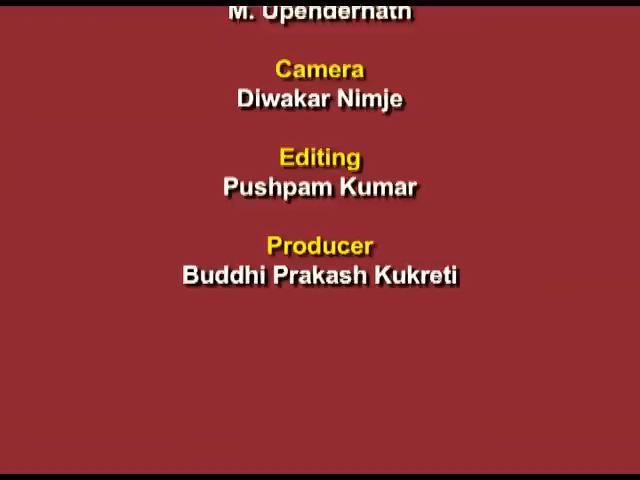 M. Upendernath
Camera
Diwakar Nimje
Editing
Pushpam Kumar
Producer
Buddhi Prakash Kukreti